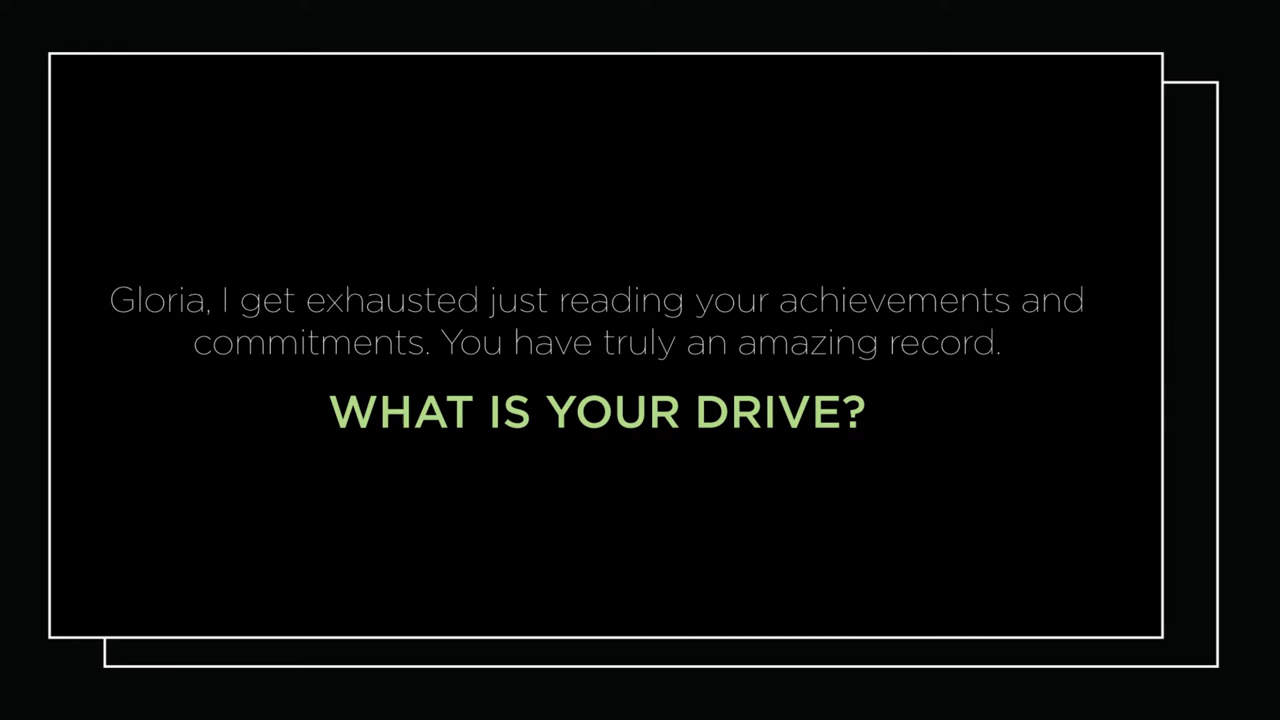 Gloria, I get exhausted just reading your achievements and
commitments. You have truly an amazing record.
WHAT IS YOUR DRIVE?